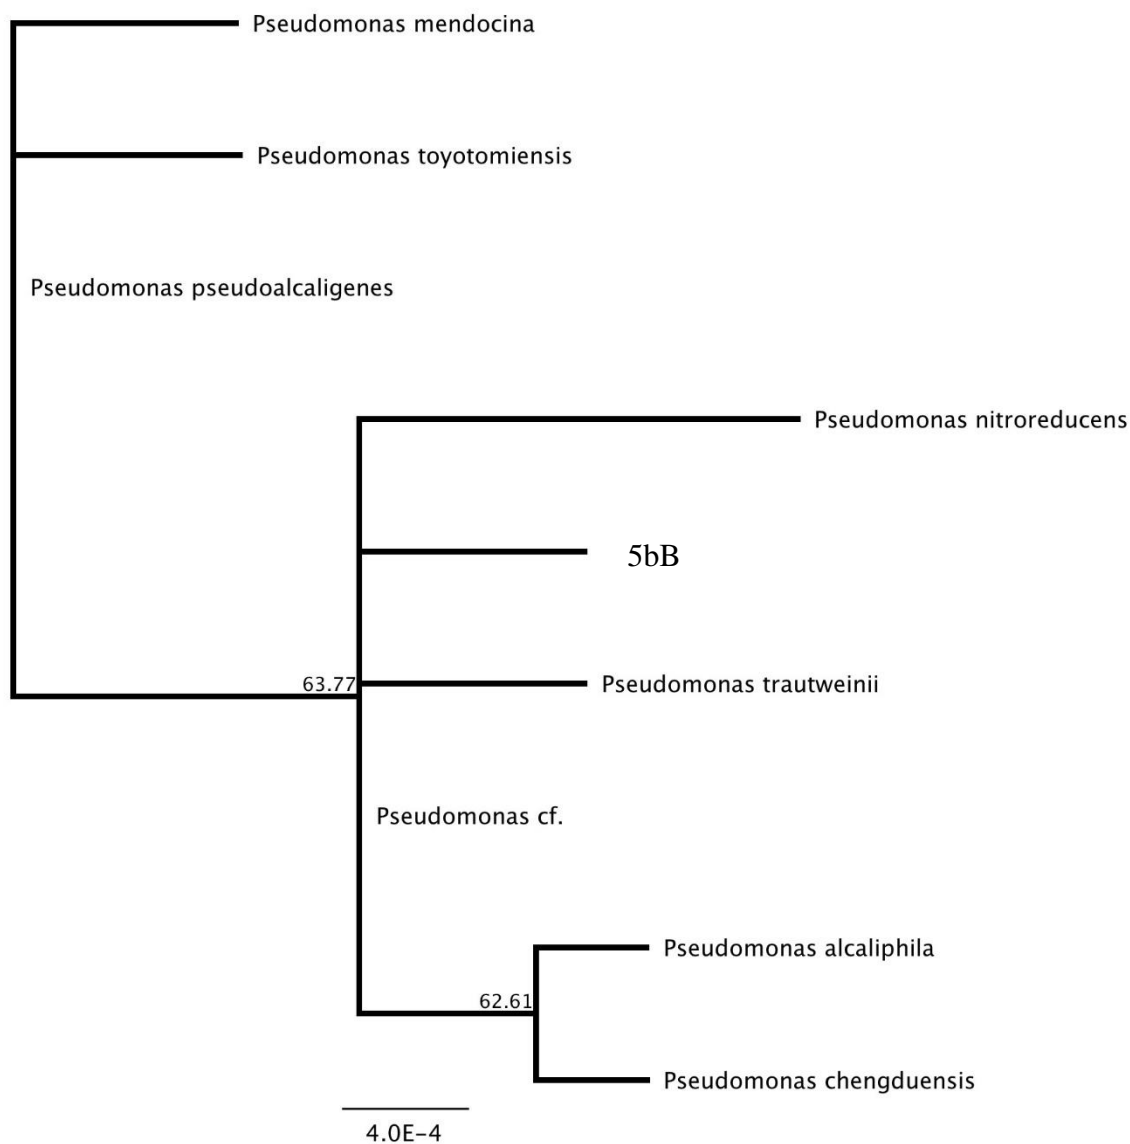 Pseudomonas mendocina
Pseudomonas toyotomiensis
Pseudomonas pseudoalcaligenes
Pseudomonas nitroreducens
5bB
63.77
Pseudomonas trautweinii
Pseudomonas cf.
Pseudomonas alcaliphila
62.61
Pseudomonas chengduensis
4.0E-4